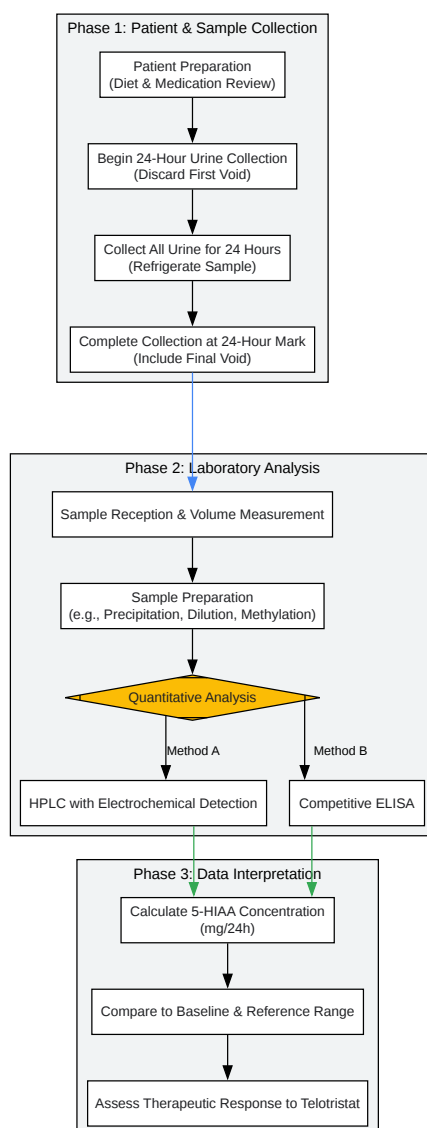 Phase 1: Patient & Sample Collection
Patient Preparation
(Diet & Medication Review)
Begin 24-Hour Urine Collection
(Discard First Void)
Collect All Urine for 24 Hours
(Refrigerate Sample)
Complete Collection at 24-Hour Mark
(Include Final Void)
Phase 2: Laboratory Analysis
Sample Reception & Volume Measurement
Sample Preparation
(e.g., Precipitation, Dilution, Methylation)
Quantitative Analysis
Method A
Method B
HPLC with Electrochemical Detection
Competitive ELISA
Phase 3: Data Interpretation
Calculate 5-HIAA Concentration
(mg/24h)
Compare to Baseline & Reference Range
Assess Therapeutic Response to Telotristat